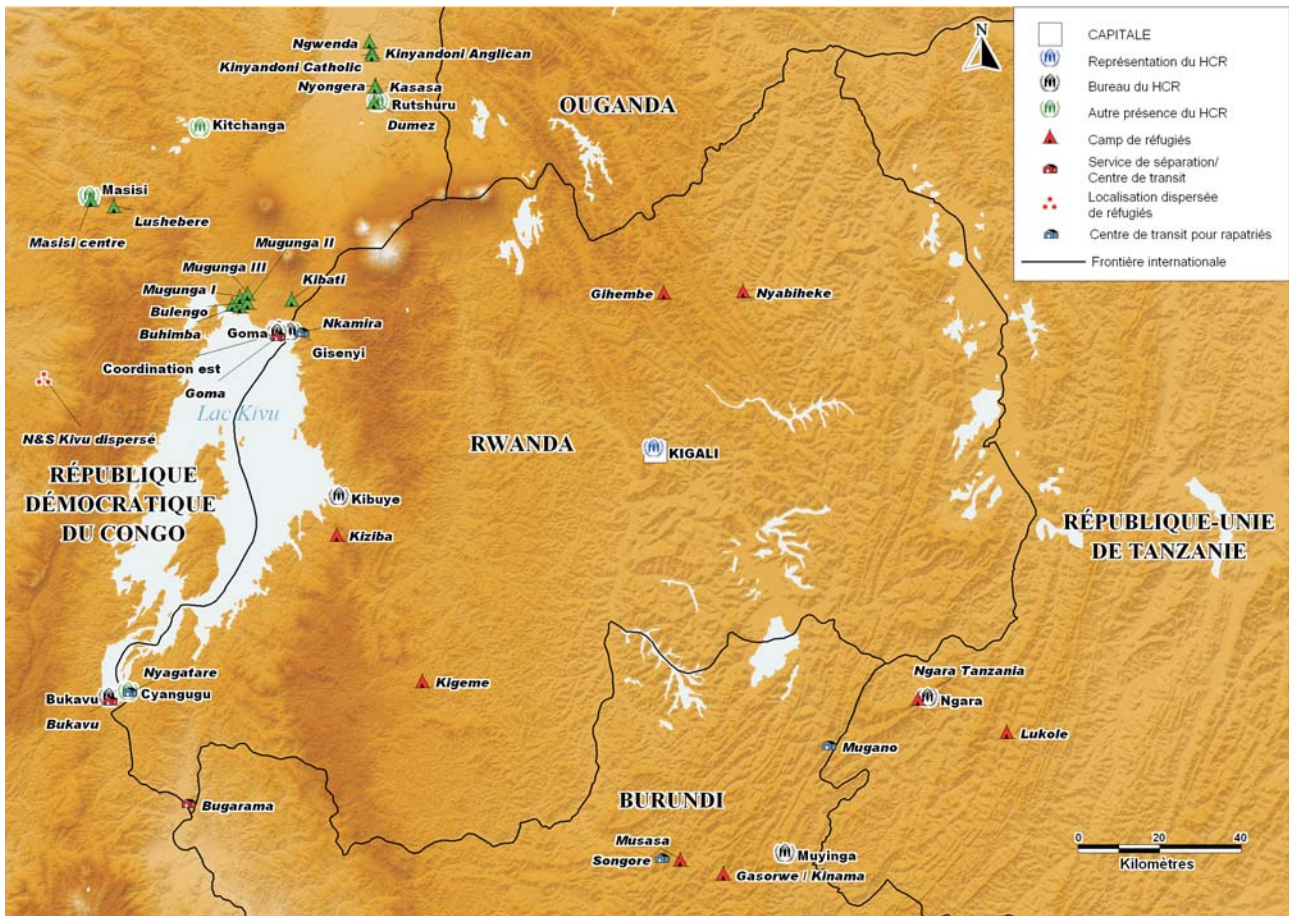 Ngwenda
Kinyandoni Anglican
Kinyandoni Catholic
Nyongera
Kasasa
Rutshuru
Dumez
Kitchanga
OUGANDA
N
CAPITALE
Représentation du HCR
Bureau du HCR
Autre présence du HCR
Camp de réfugiés
Service de séparation/
Centre de transit
Localisation dispersée
de réfugiés
Centre de transit pour rapatriés
Frontière internationale
Masisi
Lushebere
Masisi centre
Mugunga II
Mugunga III
Mugunga I
Kibati
Bulengo
Buhimba
Goma
Nkamira
Gisenyi
Coordination est
Goma
Gihembe
Nyabiheke
Lac Kivu
N&S Kivu dispersé
RWANDA
KIGALI
RÉPUBLIQUE
DÉMOCRATIQUE
DU CONGO
Kibuye
Kiziba
RÉPUBLIQUE-UNIE
DE TANZANIE
Nyagatare
Bukavu
Cyangugu
Bukavu
Kigeme
Ngara Tanzania
Ngara
Lukole
Mugano
Bugarama
BURUNDI
Musasa
Songore
Muyinga
Gasorwe / Kinama
0 20 40
Kilomètres